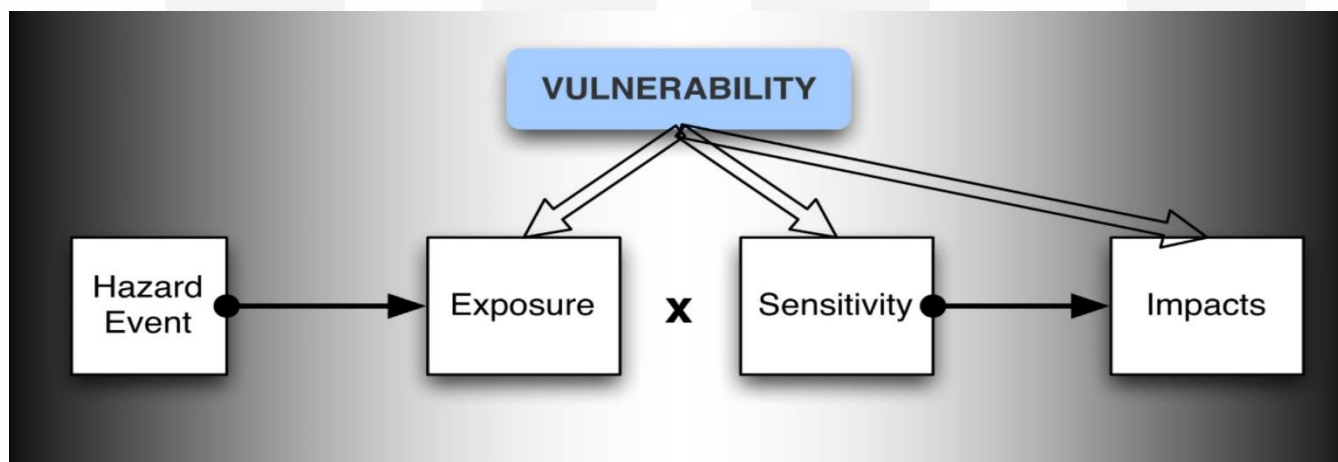 VULNERABILITY
Hazard
Event
Exposure
x
Sensitivity
Impacts